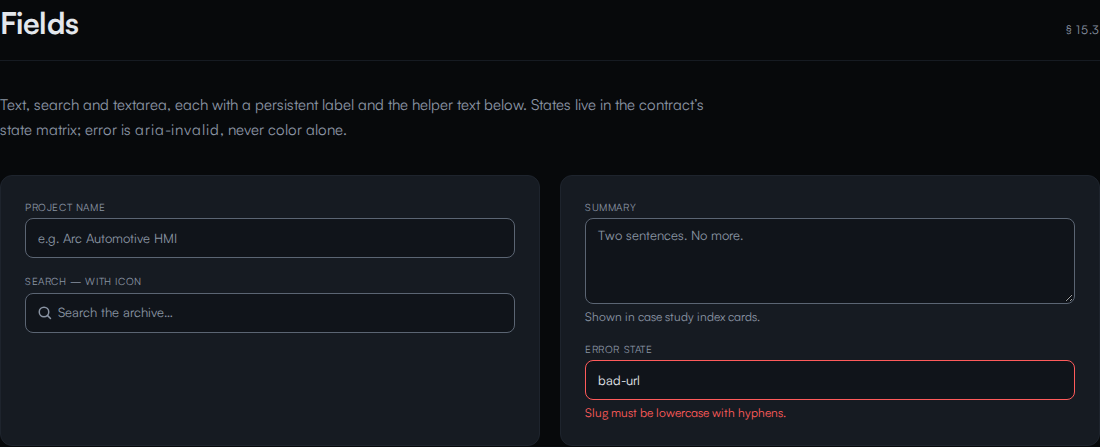 Fields
§ 15.3
Text, search and textarea, each with a persistent label and the helper text below. States live in the contract's
state matrix; error is aria-invalid, never color alone.
PROJECT NAME
e.g. Arc Automotive HMI
SEARCH — WITH ICON
Search the archive...
SUMMARY
Two sentences. No more.
Shown in case study index cards.
ERROR STATE
bad-url
Slug must be lowercase with hyphens.